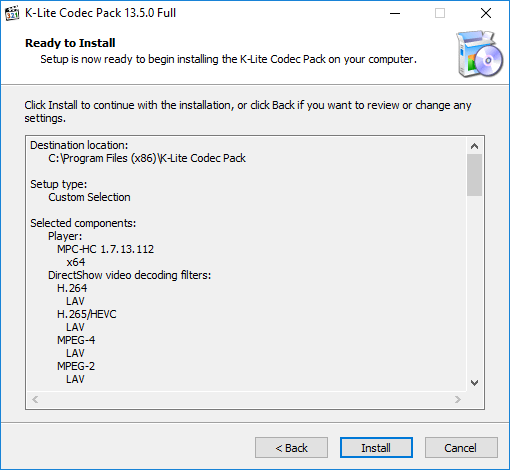 K-Lite Codec Pack 13.5.0 Full
Ready to Install
Setup is now ready to begin installing the K-Lite Codec Pack on your computer.
Click Install to continue with the installation, or click Back if you want to review or change any
settings.
Destination location:
C:\Program Files (x86)\K-Lite Codec Pack
Setup type:
Custom Selection
Selected components:
Player:
MPC-HC 1.7.13.112
x64
DirectShow video decoding filters:
H.264
LAV
H.265/HEVC
LAV
MPEG-4
LAV
MPEG-2
LAV
< Back
Install
Cancel